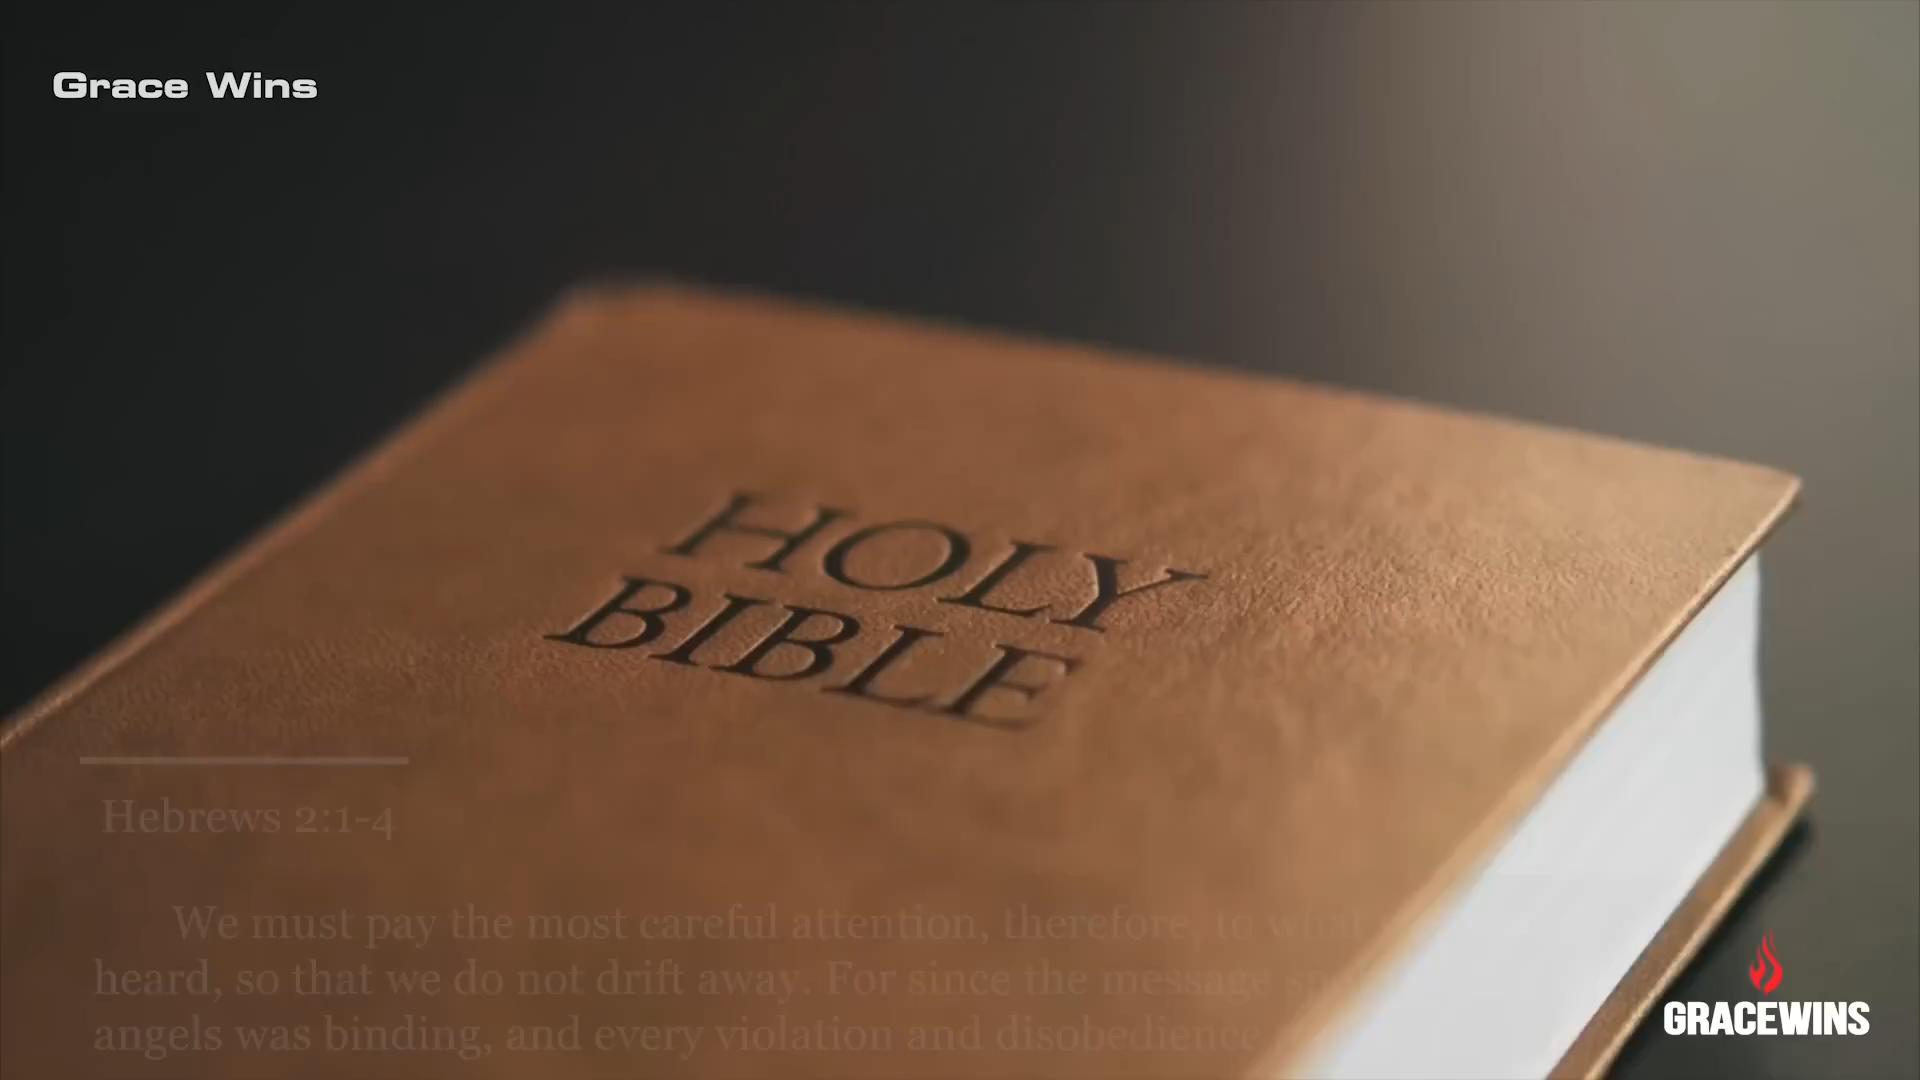 Grace Wins
HOLY
BIBLE
Hebrews 2:1-4
We must pay the most careful attention, therefore, to what
heard, so that we do not drift away. For since the message
angels was binding, and every violation and disobedience
GRACEWINS